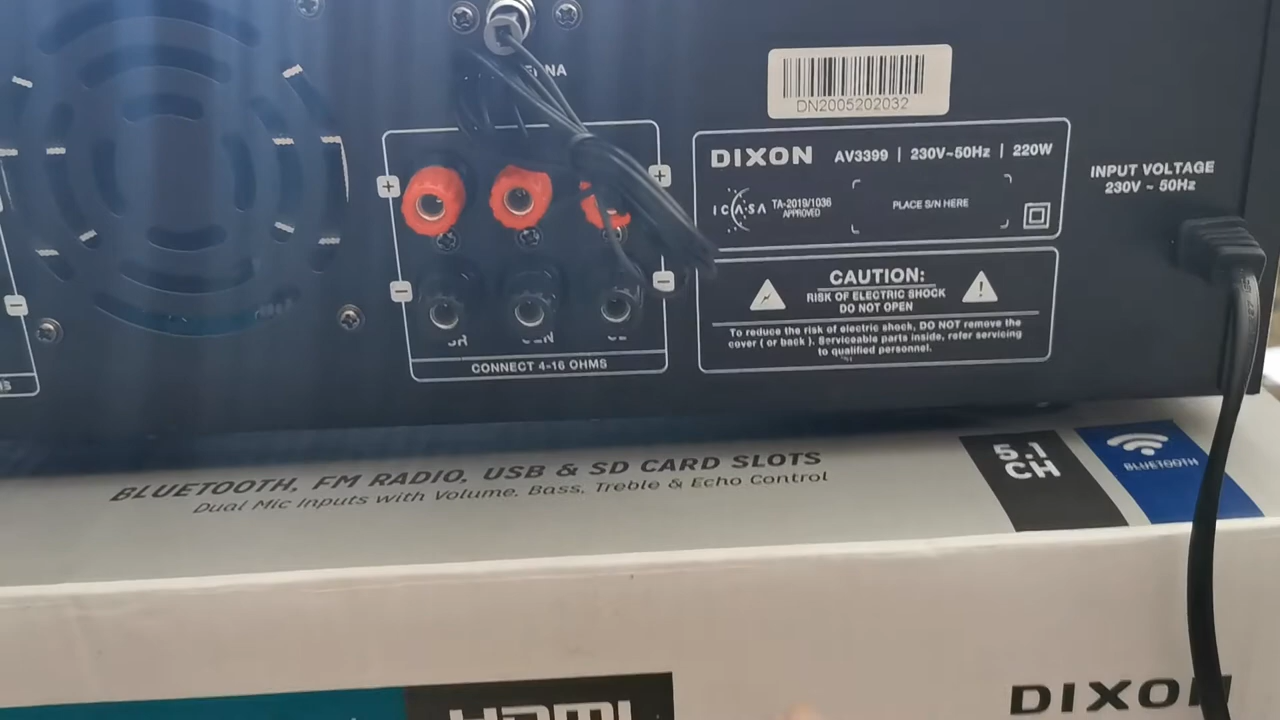 DN2005202032
DIXON AV3399 | 230V~50Hz | 220W
ICASA TA-2019/1036
APPROVED
PLACE S/N HERE
INPUT VOLTAGE
230V ~ 50Hz
+ +
- - -
CONNECT 4-16 OHMS
CAUTION:
RISK OF ELECTRIC SHOCK
DO NOT OPEN
To reduce the risk of electric shock, DO NOT remove the
cover ( or back ). Serviceable parts inside, refer servicing
to qualified personnel.
BLUETOOTH, FM RADIO, USB & SD CARD SLOTS
Dual Mic Inputs with Volume, Bass, Treble & Echo Control
5.1
CH
BLUETOOTH
HDMI
DIXON